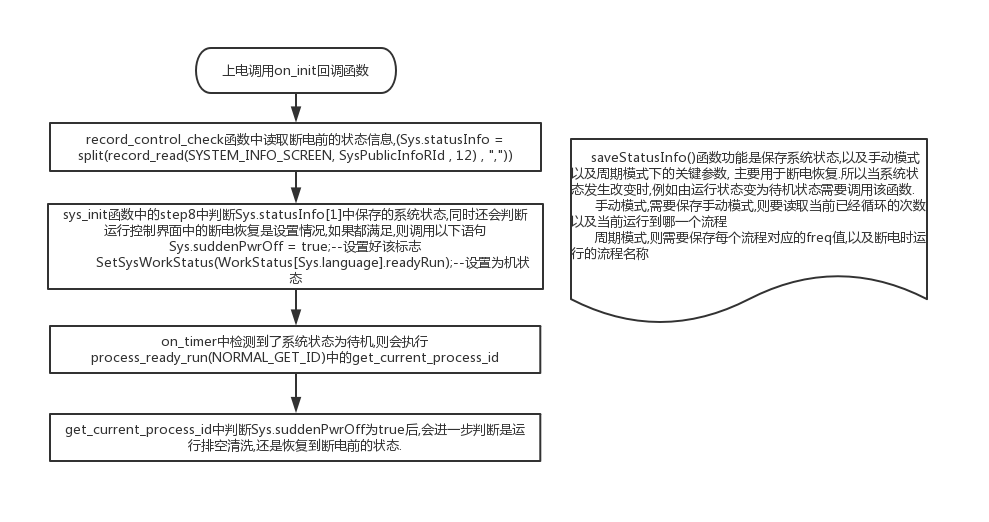 上电调用on_init回调函数
record_control_check函数中读取断电前的状态信息,(Sys.statusInfo =
split(record_read(SYSTEM_INFO_SCREEN, SysPublicInfoRId , 12) , ","))
sys_init函数中的step8中判断Sys.statusInfo[1]中保存的系统状态,同时还会判断
运行控制界面中的断电恢复是设置情况,如果都满足,则调用以下语句
Sys.suddenPwrOff = true;--设置好该标志
SetSysWorkStatus(WorkStatus[Sys.language].readyRun);--设置为机状
态
on_timer中检测到了系统状态为待机,则会执行
process_ready_run(NORMAL_GET_ID)中的get_current_process_id
get_current_process_id中判断Sys.suddenPwrOff为true后,会进一步判断是运
行排空清洗,还是恢复到断电前的状态.
saveStatusInfo()函数功能是保存系统状态,以及手动模式
以及周期模式下的关键参数, 主要用于断电恢复.所以当系统状
态发生改变时,例如由运行状态变为待机状态需要调用该函数.
手动模式,需要保存手动模式,则要读取当前已经循环的次数
以及当前运行到哪一个流程
周期模式,则需要保存每个流程对应的freq值,以及断电时运
行的流程名称